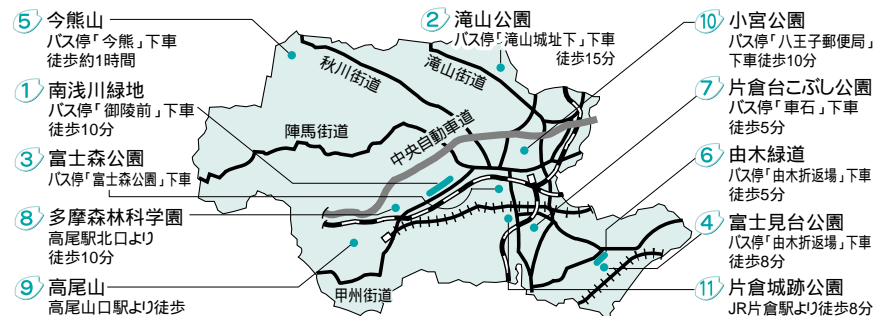 ⑤ 今熊山
バス停「今熊」下車
徒歩約1時間
① 南浅川緑地
バス停「御陵前」下車
徒歩10分
③ 富士森公園
バス停「富士森公園」下車
⑧ 多摩森林科学園
高尾駅北口より
徒歩10分
⑨ 高尾山
高尾山口駅より徒歩
② 滝山公園
バス停「滝山城址下」下車
徒歩15分
秋川街道
滝山街道
陣馬街道
中央自動車道
甲州街道
⑩ 小宮公園
バス停「八王子郵便局」
下車徒歩10分
⑦ 片倉台こぶし公園
バス停「車石」下車
徒歩5分
⑥ 由木緑道
バス停「由木折返場」下車
徒歩5分
④ 富士見台公園
バス停「由木折返場」下車
徒歩8分
⑪ 片倉城跡公園
JR片倉駅より徒歩8分